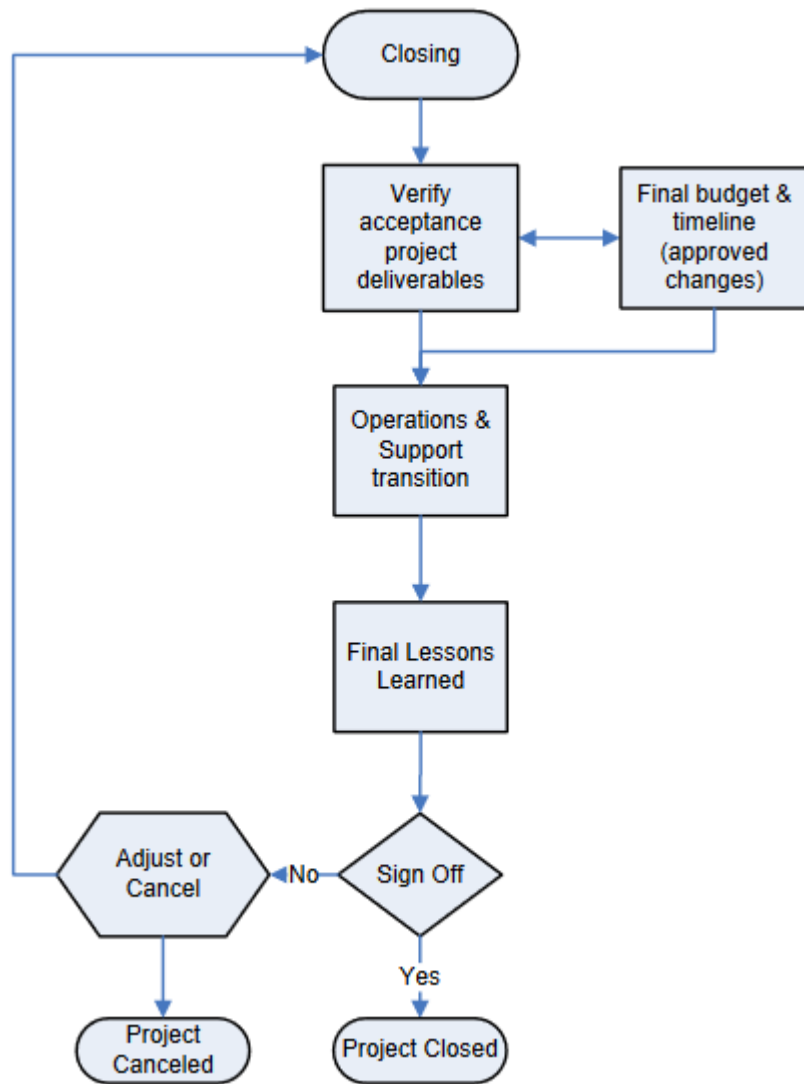 Closing
Verify
acceptance
project
deliverables
Final budget &
timeline
(approved
changes)
Operations &
Support
transition
Final Lessons
Learned
Adjust or
Cancel
No
Sign Off
Yes
Project
Canceled
Project Closed